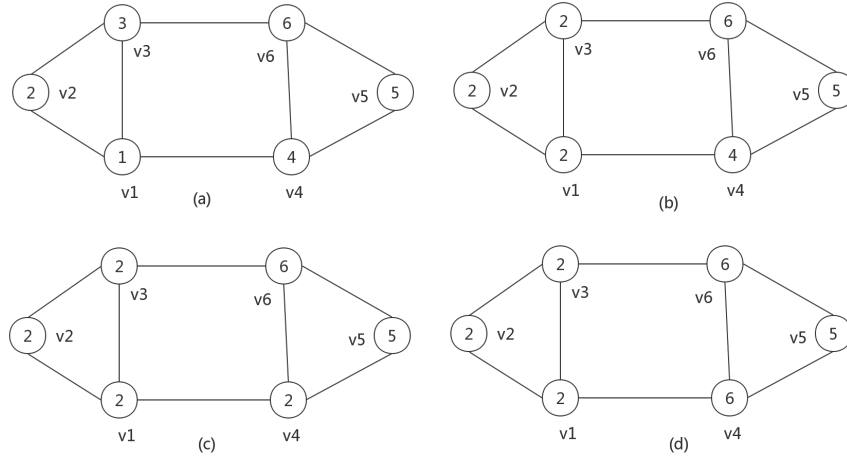 3 6
v3 v6
2 v2 v5 5
1 4
v1 (a) v4
2 6
v3 v6
2 v2 v5 5
2 4
v1 (b) v4
2 6
v3 v6
2 v2 v5 5
2 2
v1 (c) v4
2 6
v3 v6
2 v2 v5 5
2 6
v1 (d) v4